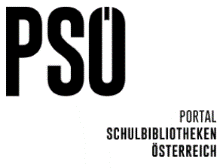 PSÖ
PORTAL
SCHULBIBLIOTHEKEN
ÖSTERREICH